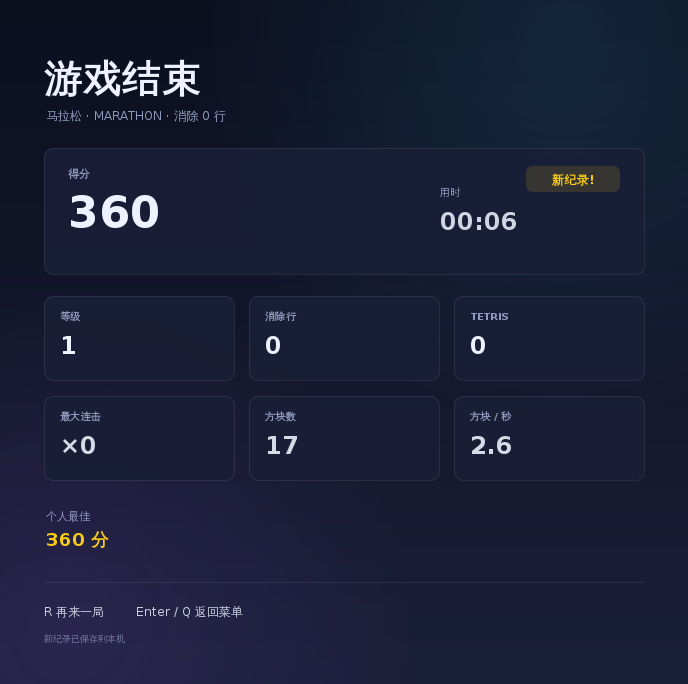 游戏结束
马拉松 · MARATHON · 消除 0 行
得分
360
用时
00:06
新纪录!
等级
1
消除行
0
TETRIS
0
最大连击
×0
方块数
17
方块 / 秒
2.6
个人最佳
360 分
R 再来一局 Enter / Q 返回菜单
新纪录已保存到本机